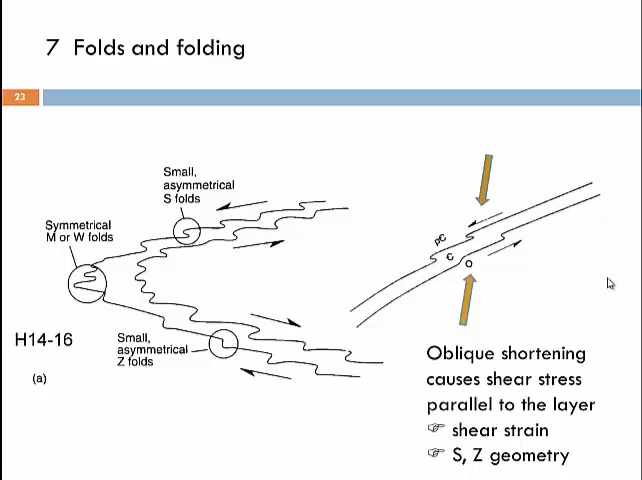 7 Folds and folding
23
Small,
asymmetrical
S folds
Symmetrical
M or W folds
H14-16
(a)
Small,
asymmetrical
Z folds
pC
C
O
Oblique shortening
causes shear stress
parallel to the layer
☞ shear strain
☞ S, Z geometry